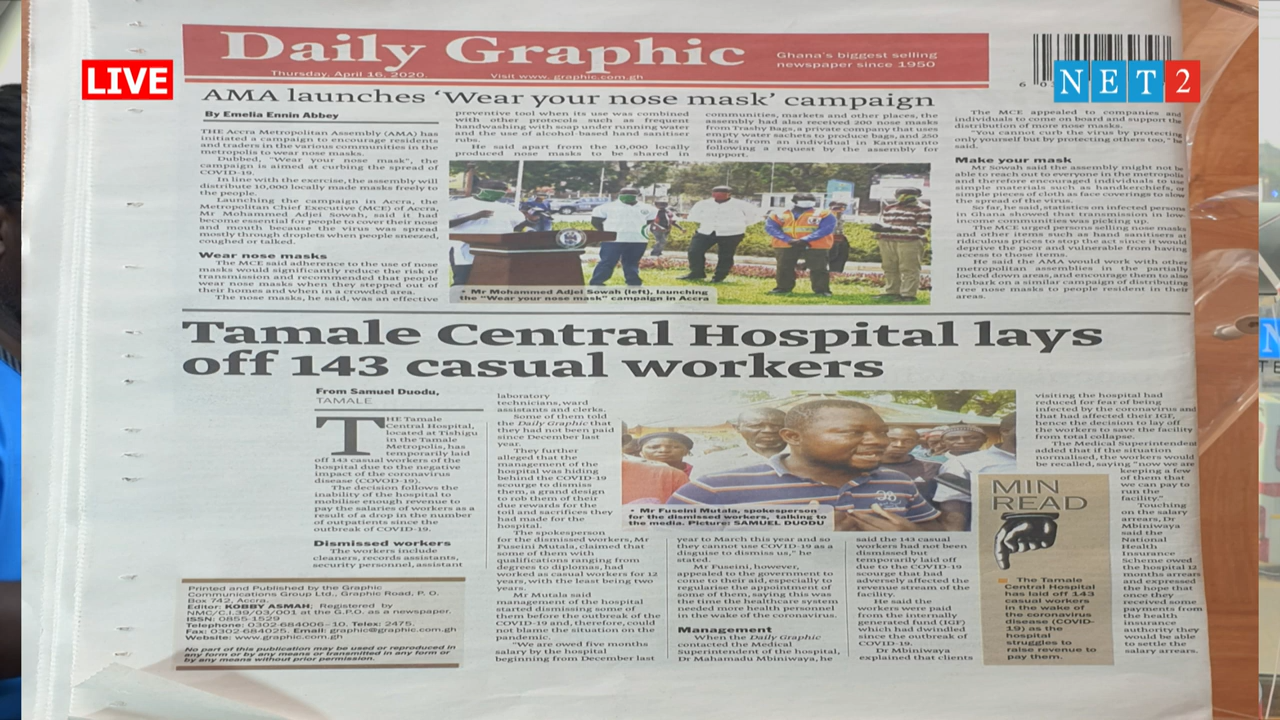 LIVE
NET2
Daily Graphic
Ghana's biggest selling
newspaper since 1950
Thursday, April 16, 2020.
Visit www. graphic.com.gh
AMA launches 'Wear your nose mask' campaign
By Emelia Ennin Abbey
THE Accra Metropolitan Assembly (AMA) has
initiated a campaign to encourage residents
and traders in the various communities in the
metropolis to wear nose masks.
Dubbed, "Wear your nose mask", the
campaign is aimed at curbing the spread of
COVID-19.
In line with the exercise, the assembly will
distribute 10,000 locally made masks freely to
the people.
Launching the campaign in Accra, the
Metropolitan Chief Executive (MCE) of Accra,
Mr Mohammed Adjei Sowah, said it had
become essential for people to cover their nose
and mouth because the virus was spread
mostly through droplets when people sneezed,
coughed or talked.
Wear nose masks
The MCE said adherence to the use of nose
masks would significantly reduce the risk of
transmission and recommended that people
wear nose masks when they stepped out of
their homes and when in a crowded area.
The nose masks, he said, was an effective
preventive tool when its use was combined
with other protocols such as frequent
handwashing with soap under running water
and the use of alcohol-based hand sanitiser
rubs.
He said apart from the 10,000 locally
produced nose masks to be shared in
communities, markets and other places, the
assembly had also received 200 nose masks
from Trashy Bags, a private company that uses
empty water sachets to produce bags, and 250
masks from an individual in Kantamanto
following a request by the assembly for
support.
• Mr Mohammed Adjei Sowah (left), launching
the "Wear your nose mask" campaign in Accra
The MCE appealed to companies and
individuals to come on board and support the
distribution of nose masks.
"You cannot curb the virus by protecting
only yourself but by protecting others too," he
said.
Make your mask
Mr Sowah said the assembly might not be
able to reach out to everyone in the metropolis
and therefore encouraged individuals to use
simple materials such as handkerchiefs, or
simple pieces of cloth as face coverings to slow
the spread of the virus.
So far, he said, statistics on infected persons
in Ghana showed that transmission in low-
income communities was picking up.
The MCE urged persons selling nose masks
and other items such as hand sanitisers at
ridiculous prices to stop the act since it would
deprive the poor and vulnerable from having
access to those items.
He said the AMA would work with other
metropolitan assemblies in the partially
locked down areas, and encourage them to also
embark on a similar campaign of distributing
free nose masks to people resident in their
areas.
Tamale Central Hospital lays
off 143 casual workers
From Samuel Duodu,
TAMALE
THE Tamale
Central Hospital,
located at Tishigu
in the Tamale
Metropolis, has
temporarily laid
off 143 casual workers of the
hospital due to the negative
impact of the coronavirus
disease (COVOD-19).
The decision follows the
inability of the hospital to
mobilise enough revenue to
pay the salaries of workers as a
result of a drop in the number
of outpatients since the
outbreak of COVID-19.
Dismissed workers
The workers include
cleaners, records assistants,
security personnel, assistant
laboratory
technicians, ward
assistants and clerks.
Some of them told
the Daily Graphic that
they had not been paid
since December last
year.
They further
alleged that the
management of the
hospital was hiding
behind the COVID-19
scourge to dismiss
them, a grand design
to rob them of their
due rewards for the
toil and sacrifices they
had made for the
hospital.
The spokesperson
for the dismissed workers, Mr
Fuseini Mutala, claimed that
some of them with
qualifications ranging from
degrees to diplomas, had
worked as casual workers for 12
years, with the least being two
years.
Mr Mutala said
management of the hospital
started dismissing some of
them before the outbreak of the
COVID-19 and, therefore, could
not blame the situation on the
pandemic.
"We are owed five months
salary by the hospital
beginning from December last
• Mr Fuseini Mutala, spokesperson
for the dismissed workers, talking to
the media. Picture: SAMUEL DUODU
year to March this year and so
they cannot use COVID-19 as a
disguise to dismiss us," he
stated.
Mr Fuseini, however,
appealed to the government to
come to their aid, especially to
regularise the appointment of
some of them, saying this was
the time the healthcare system
needed more health personnel
in the wake of the coronavirus.
Management
When the Daily Graphic
contacted the Medical
Superintendent of the hospital,
Dr Mahamadu Mbiniwaya, he
said the 143 casual
workers had not been
dismissed but
temporarily laid off
due to the COVID-19
scourge that had
adversely affected the
revenue stream of the
facility.
He said the
workers were paid
from the internally
generated fund (IGF)
which had dwindled
since the outbreak of
COVID-19.
Dr Mbiniwaya
explained that clients
visiting the hospital had
reduced for fear of being
infected by the coronavirus and
that had affected their IGF,
hence the decision to lay off
the workers to save the facility
from total collapse.
The Medical Superintendent
added that if the situation
normalised, the workers would
be recalled, saying "now we are
keeping a few
of them that
we can pay to
run the
facility."
Touching
on the salary
arrears, Dr
Mbiniwaya
said the
National
Health
Insurance
Scheme owed
the hospital 12
months arrears
and expressed
the hope that
once they
received some
payments from
the health
insurance
authority they
would be able
to settle the
salary arrears.
MIN
READ
The Tamale
Central Hospital
has laid off 143
casual workers
in the wake of
the coronavirus
disease (COVID-
19) as the
hospital
struggles to
raise revenue to
pay them.
Printed and Published by the Graphic
Communications Group Ltd., Graphic Road, P. O.
Box 742, Accra.
Editor: KOBBY ASMAH; Registered by
NMC/C.I.39/03/001 at the G.P.O. as a newspaper.
ISSN: 0855-1529
Telephone: 0302-684006- 10, Telex: 2475.
Fax: 0302-684025. Email: graphic@graphic.com.gh
Website: www.graphic.com.gh
No part of this publication may be used or reproduced in
any form or by any means or transmitted in any form or
by any means without prior permission.